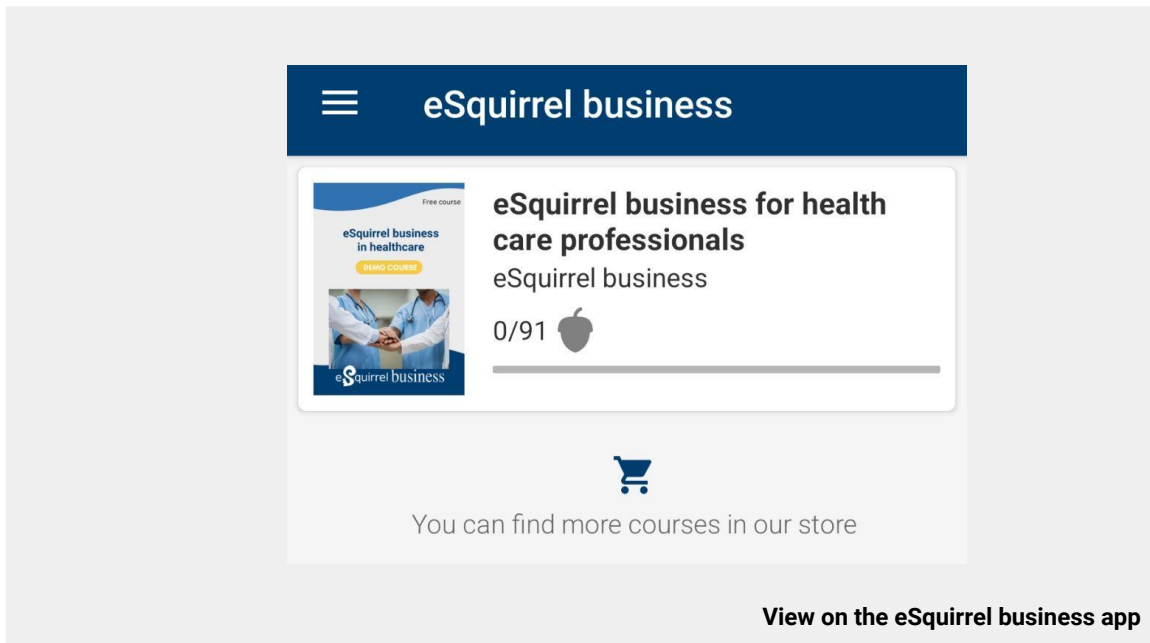 eSquirrel business
Free course
eSquirrel business
in healthcare
DEMO COURSE
eSquirrel business
eSquirrel business for health
care professionals
eSquirrel business
0/91
You can find more courses in our store
View on the eSquirrel business app